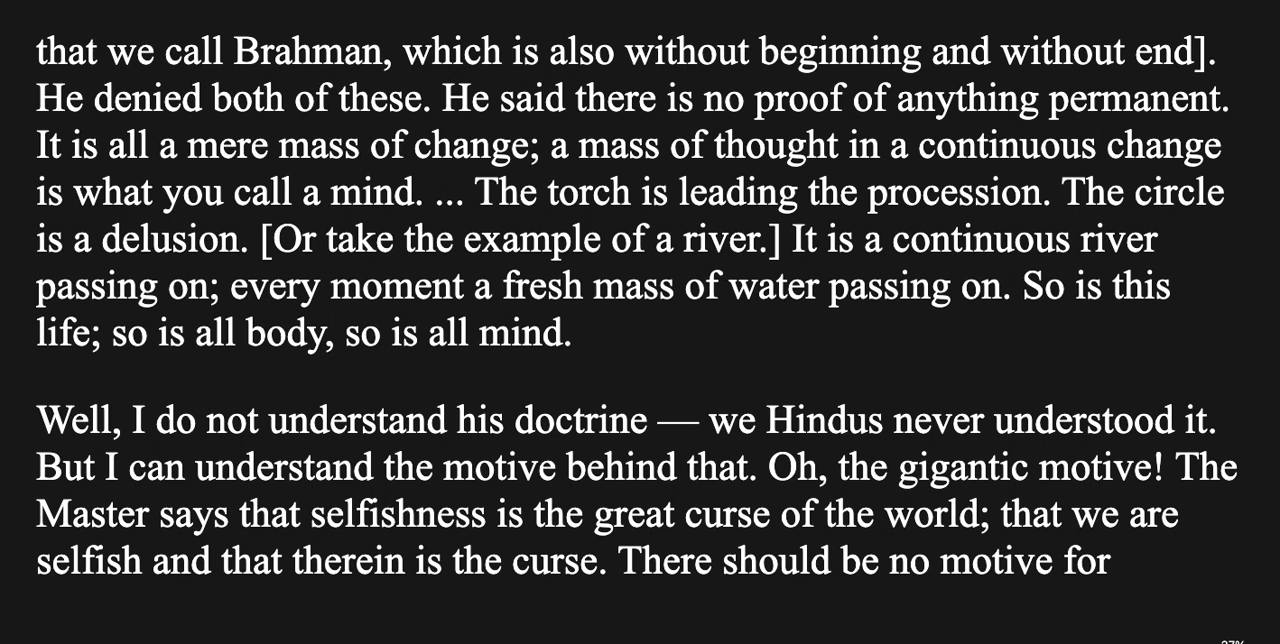 that we call Brahman, which is also without beginning and without end].
He denied both of these. He said there is no proof of anything permanent.
It is all a mere mass of change; a mass of thought in a continuous change
is what you call a mind. ... The torch is leading the procession. The circle
is a delusion. [Or take the example of a river.] It is a continuous river
passing on; every moment a fresh mass of water passing on. So is this
life; so is all body, so is all mind.
Well, I do not understand his doctrine — we Hindus never understood it.
But I can understand the motive behind that. Oh, the gigantic motive! The
Master says that selfishness is the great curse of the world; that we are
selfish and that therein is the curse. There should be no motive for